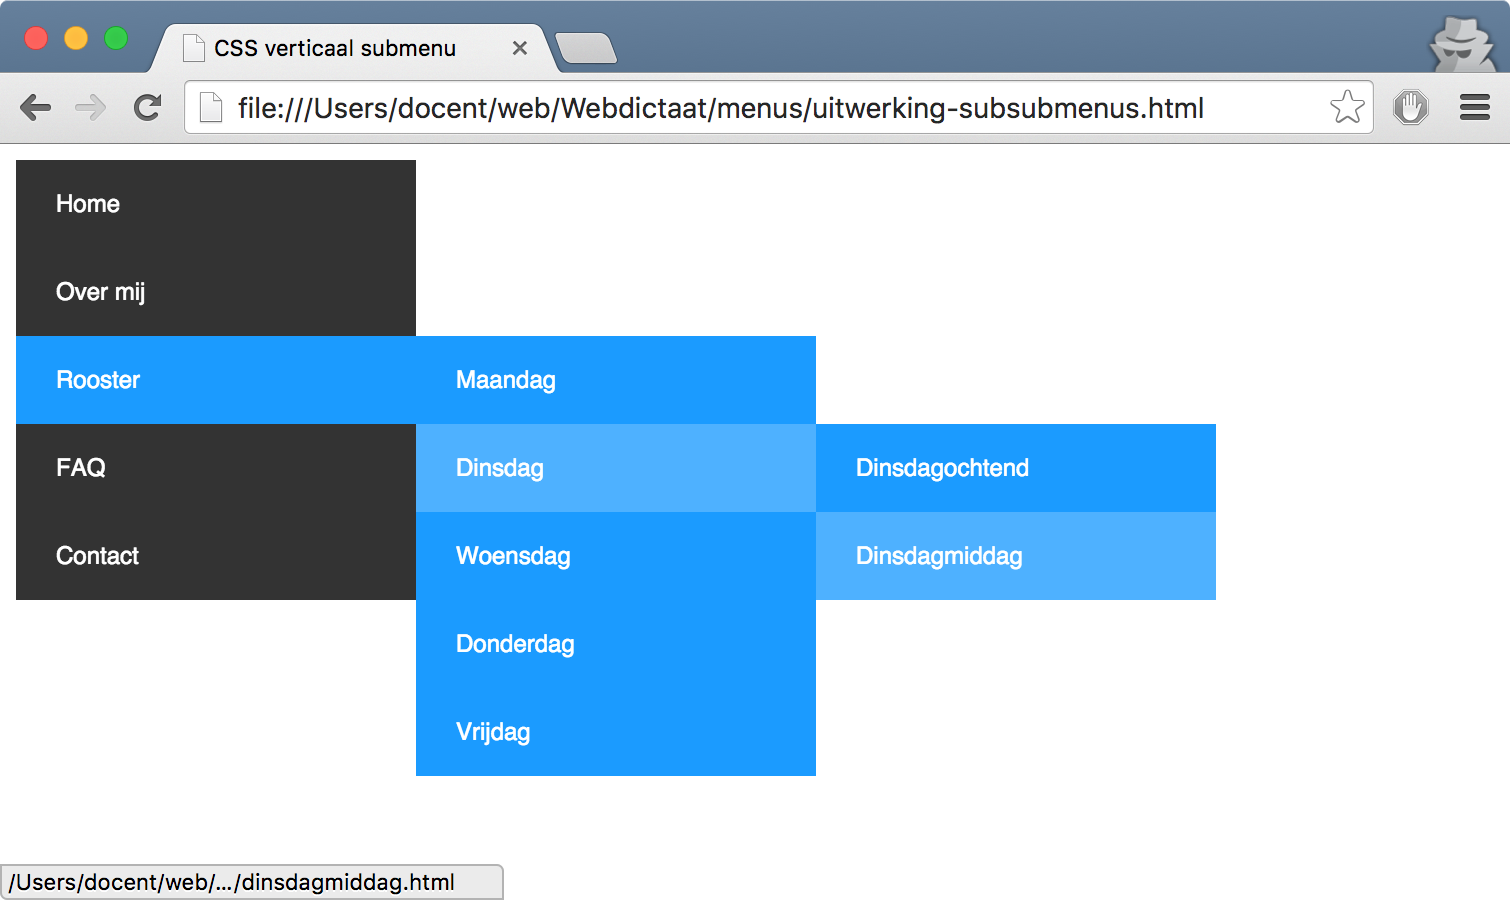 CSS verticaal submenu
file:///Users/docent/web/Webdictaat/menus/uitwerking-subsubmenus.html
Home
Over mij
Rooster
Maandag
FAQ
Dinsdag
Dinsdagochtend
Contact
Woensdag
Dinsdagmiddag
Donderdag
Vrijdag
/Users/docent/web/.../dinsdagmiddag.html